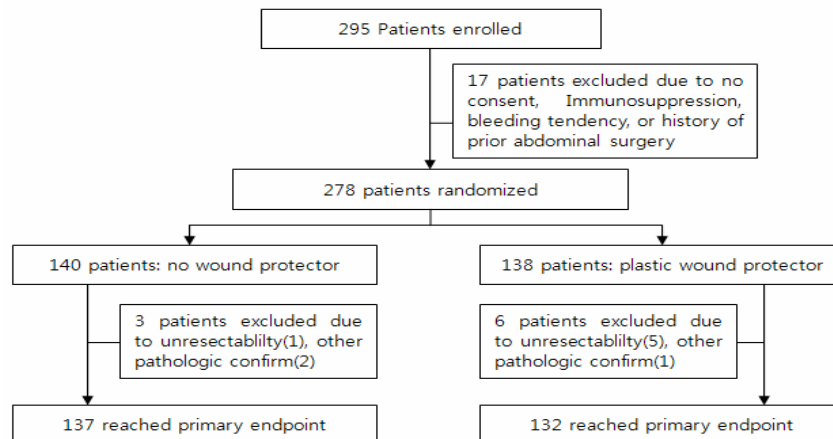 295 Patients enrolled
17 patients excluded due to no
consent, Immunosuppression,
bleeding tendency, or history of
prior abdominal surgery
278 patients randomized
140 patients: no wound protector
138 patients: plastic wound protector
3 patients excluded due
to unresectablilty(1), other
pathologic confirm(2)
6 patients excluded due to
unresectablilty(5), other
pathologic confirm(1)
137 reached primary endpoint
132 reached primary endpoint